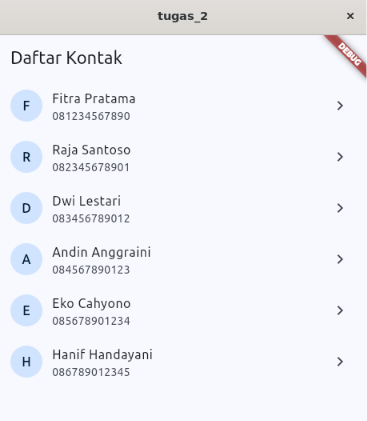 tugas_2
×
DEBUG
Daftar Kontak
F
Fitra Pratama
081234567890
R
Raja Santoso
082345678901
D
Dwi Lestari
083456789012
A
Andin Anggraini
084567890123
E
Eko Cahyono
085678901234
H
Hanif Handayani
086789012345